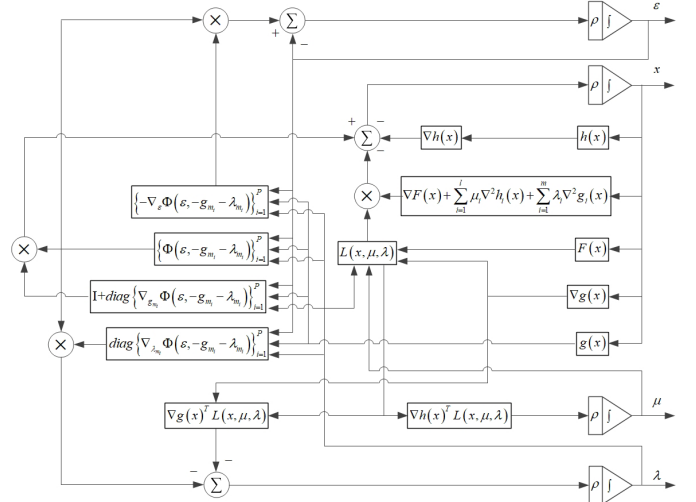 × + Σ − ρ ∫ ε
ρ ∫ x
+ Σ − − ∇h(x) h(x)
{−∇_ε Φ(ε,−g_{m_i}−λ_{m_i})}_{i=1}^P × ∇F(x)+∑_{i=1}^{l} μ_i∇²h_i(x)+∑_{i=1}^{m} λ_i∇²g_i(x)
× {Φ(ε,−g_{m_i}−λ_{m_i})}_{i=1}^P L(x,μ,λ) F(x)
I+diag{∇_{g_{m_i}} Φ(ε,−g_{m_i}−λ_{m_i})}_{i=1}^P ∇g(x)
× diag{∇_{λ_{m_i}} Φ(ε,−g_{m_i}−λ_{m_i})}_{i=1}^P g(x)
∇g(x)^T L(x,μ,λ) ∇h(x)^T L(x,μ,λ) ρ ∫ μ
− Σ − ρ ∫ λ